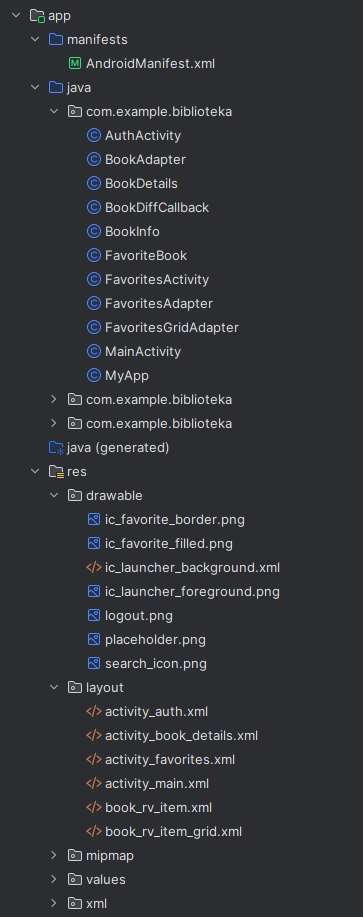 app
manifests
AndroidManifest.xml
java
com.example.biblioteka
AuthActivity
BookAdapter
BookDetails
BookDiffCallback
BookInfo
FavoriteBook
FavoritesActivity
FavoritesAdapter
FavoritesGridAdapter
MainActivity
MyApp
com.example.biblioteka
com.example.biblioteka
java (generated)
res
drawable
ic_favorite_border.png
ic_favorite_filled.png
ic_launcher_background.xml
ic_launcher_foreground.png
logout.png
placeholder.png
search_icon.png
layout
activity_auth.xml
activity_book_details.xml
activity_favorites.xml
activity_main.xml
book_rv_item.xml
book_rv_item_grid.xml
mipmap
values
xml